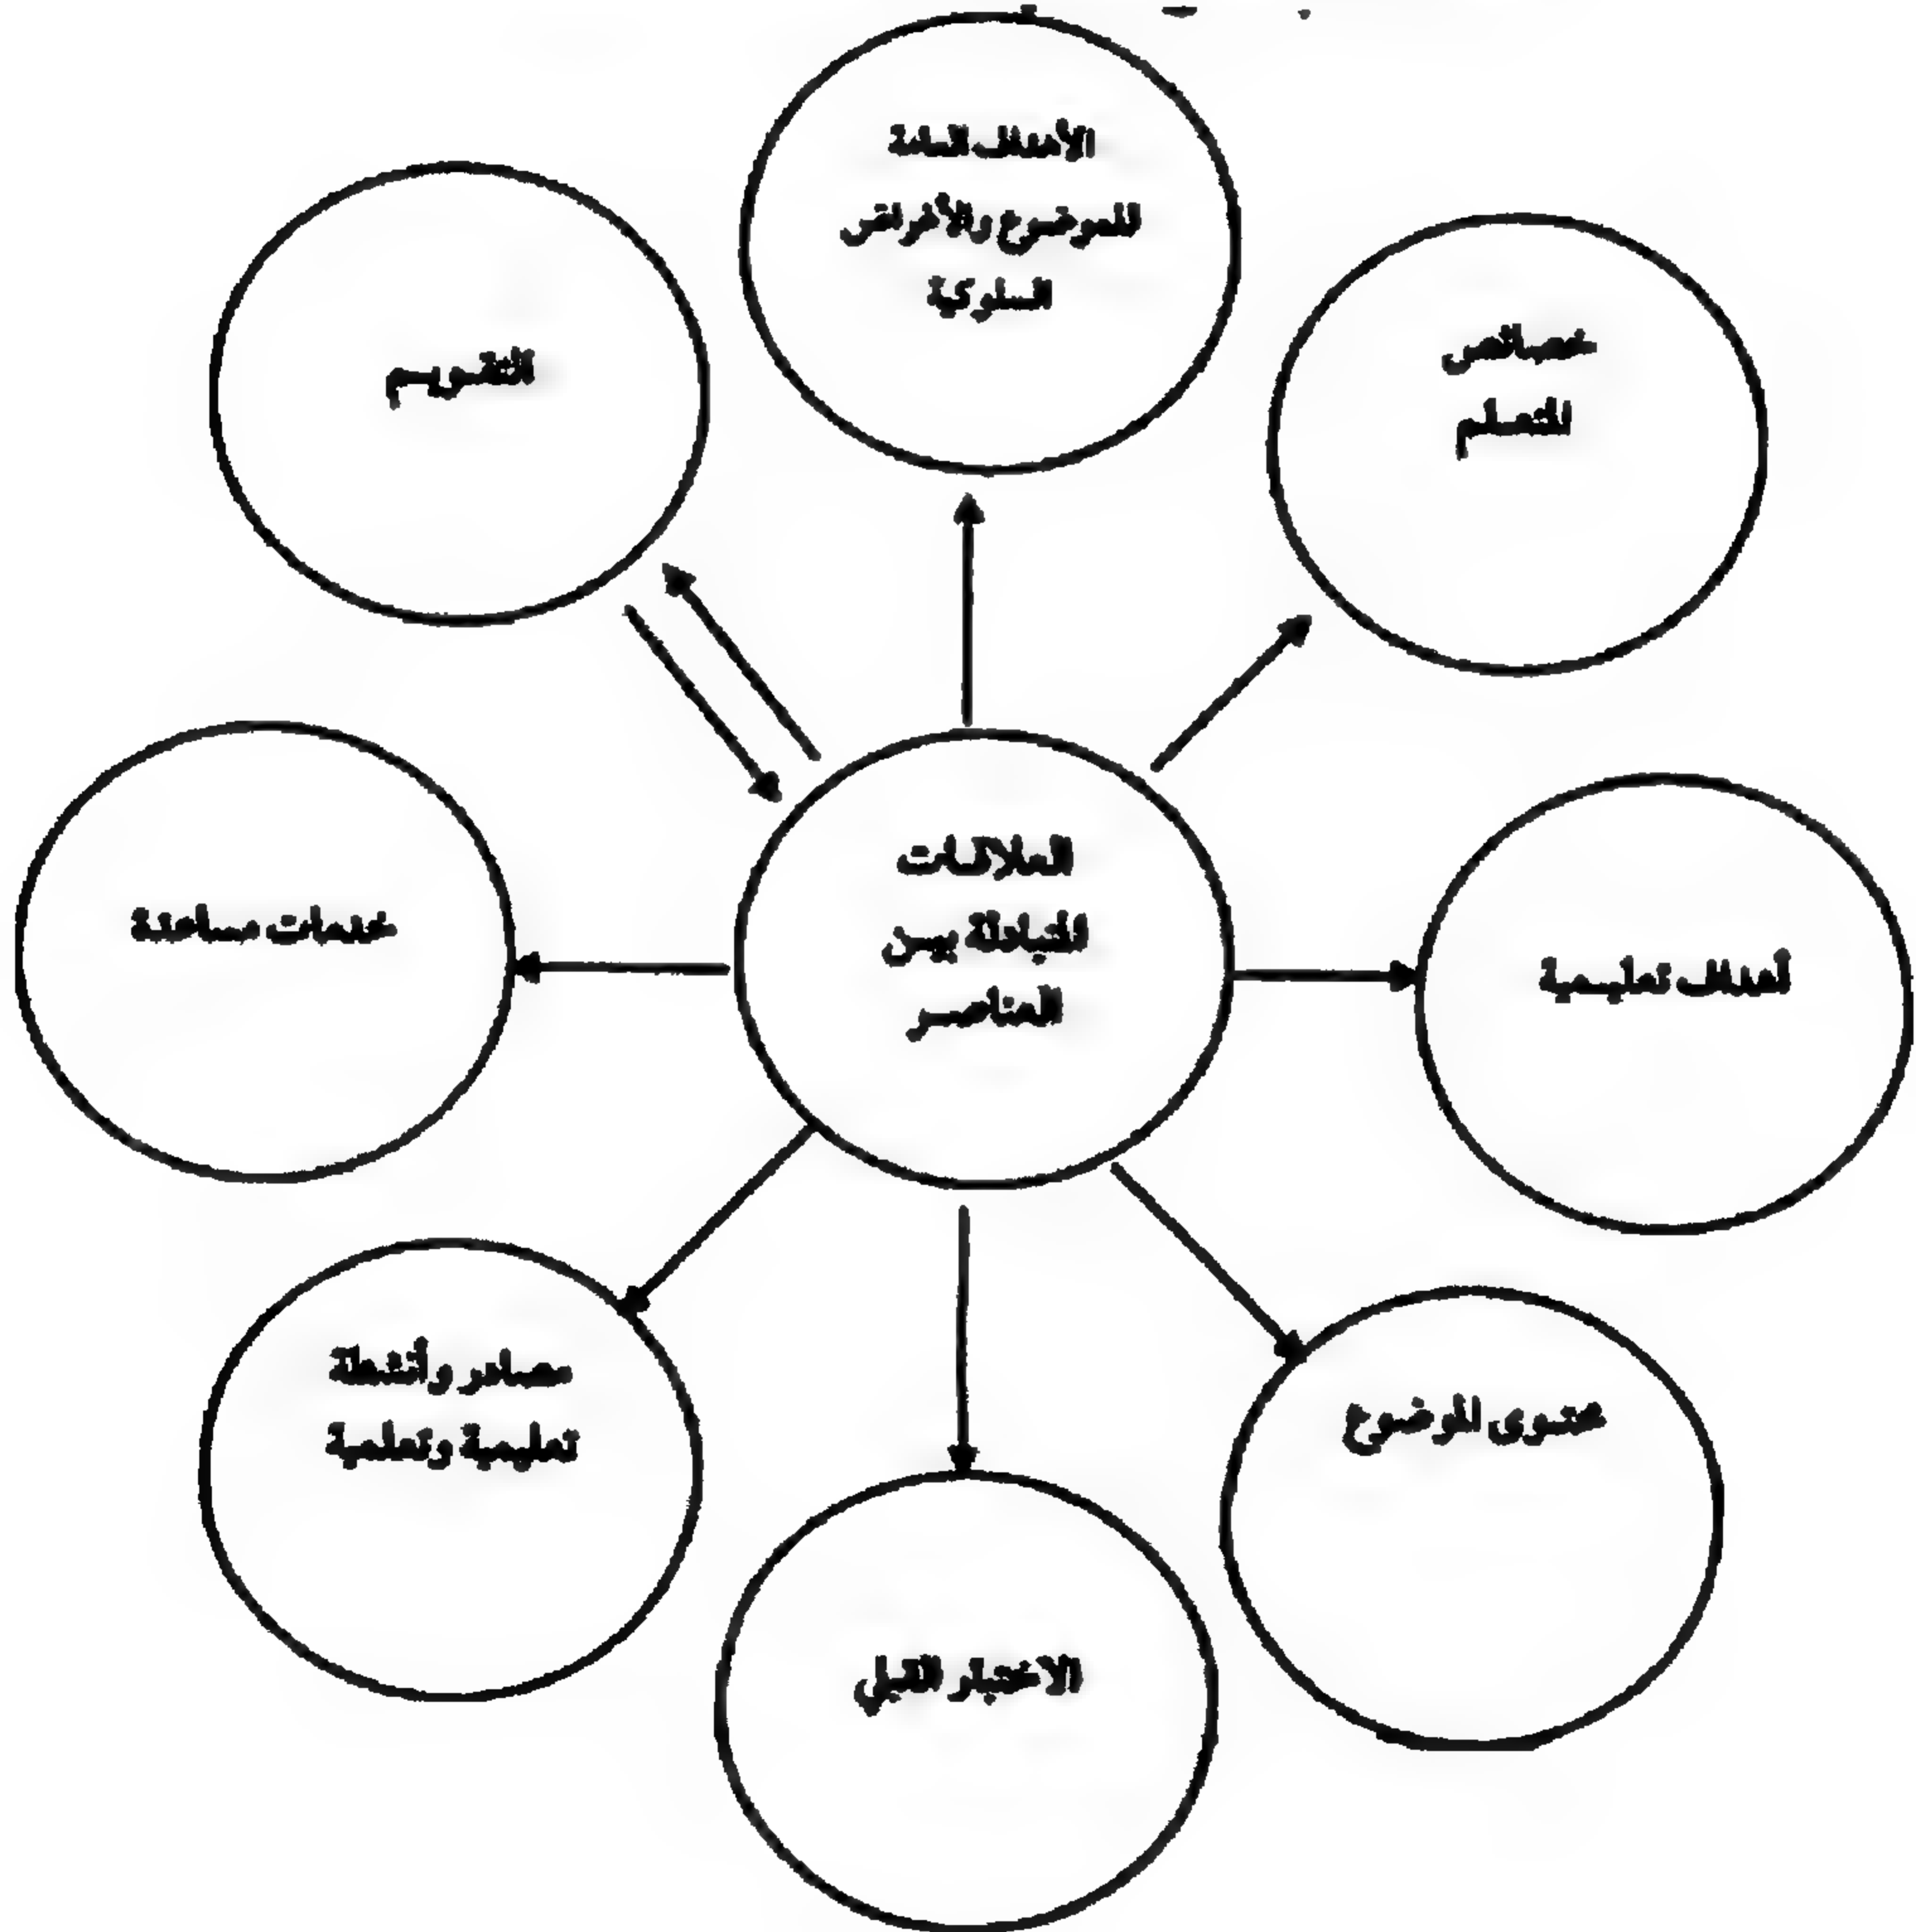 الأهداف العامة
للموضوع والأغراض
السلوكية
خصائص
المتعلم
التقويم
العلاقات
المتبادلة بين
العناصر
خدمات مساعدة
أهداف تعليمية
مصادر وأنشطة
تعليمية وتعلمية
محتوى الموضوع
الاختبار القبلي